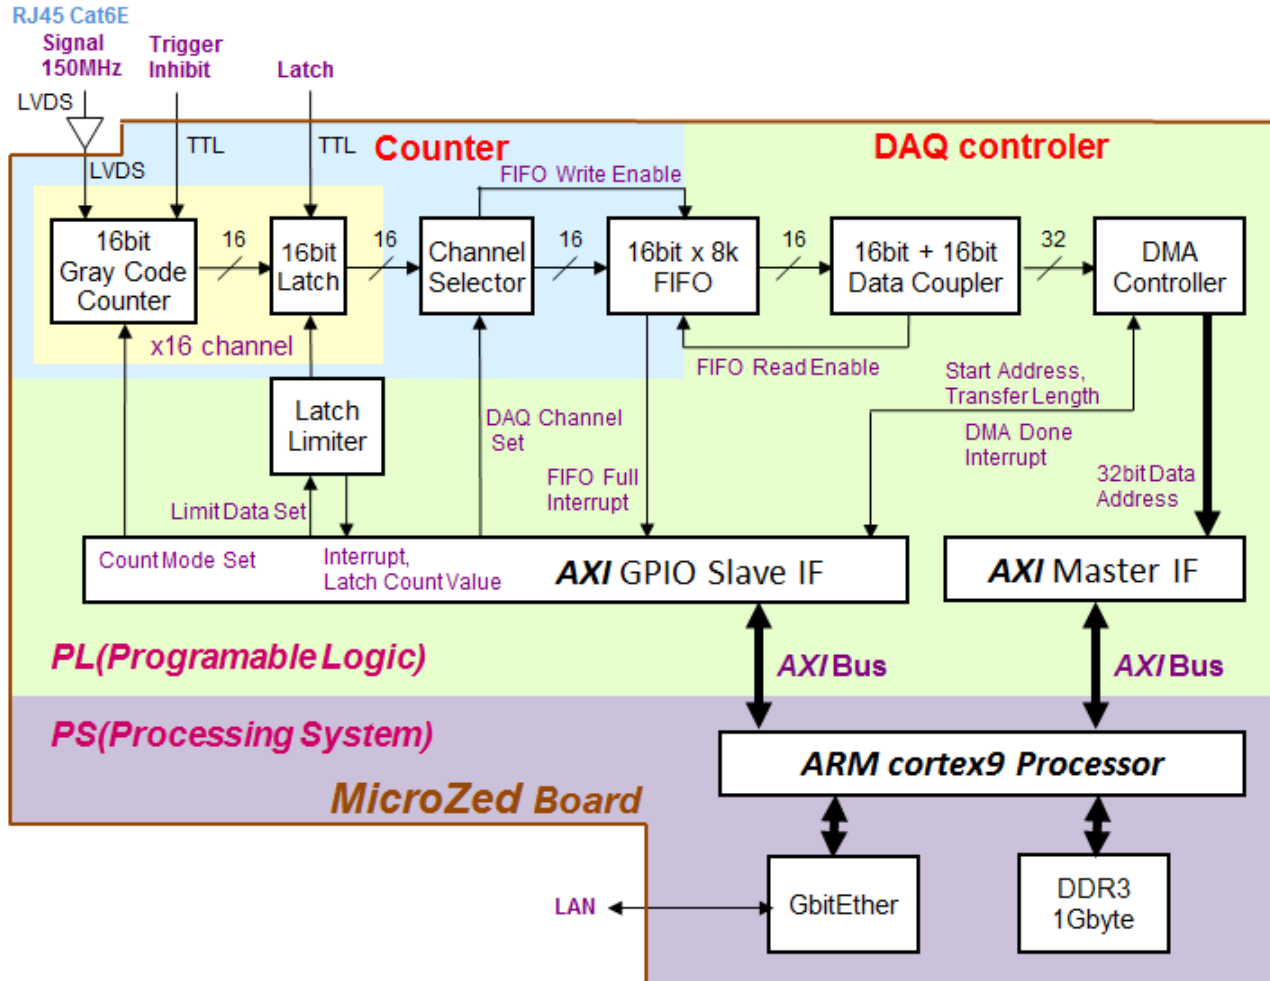 RJ45 Cat6E
Signal
150MHz
Trigger
Inhibit
Latch
LVDS
TTL
TTL
LVDS
Counter
DAQ controler
FIFO Write Enable
16bit
Gray Code
Counter
16
16bit
Latch
16
Channel
Selector
16
16bit x 8k
FIFO
16
16bit + 16bit
Data Coupler
32
DMA
Controller
x16 channel
FIFO Read Enable
Start Address,
Transfer Length
DMA Done
Interrupt
Latch
Limiter
DAQ Channel
Set
FIFO Full
Interrupt
32bit Data
Address
Limit Data Set
Count Mode Set
Interrupt,
Latch Count Value
AXI GPIO Slave IF
AXI Master IF
PL(Programable Logic)
AXI Bus
AXI Bus
PS(Processing System)
ARM cortex9 Processor
MicroZed Board
LAN
GbitEther
DDR3
1Gbyte